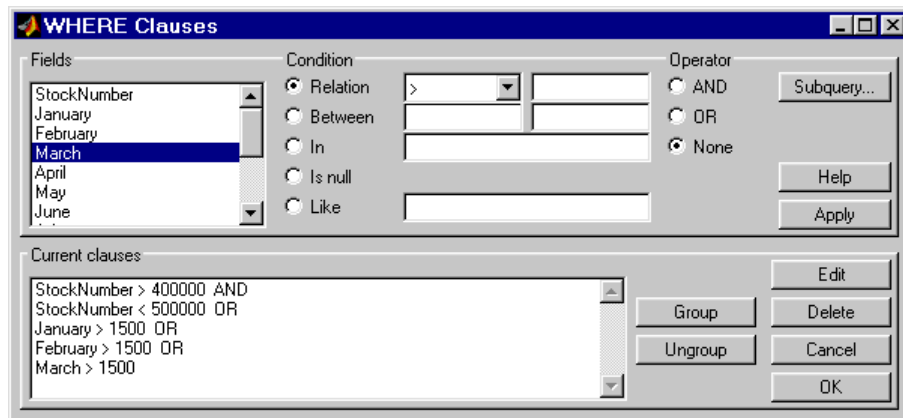 WHERE Clauses
Fields
StockNumber
January
February
March
April
May
June
Condition
Relation
>
Between
In
Is null
Like
Operator
AND
OR
None
Subquery...
Help
Apply
Current clauses
StockNumber > 400000 AND
StockNumber < 500000 OR
January > 1500 OR
February > 1500 OR
March > 1500
Group
Ungroup
Edit
Delete
Cancel
OK